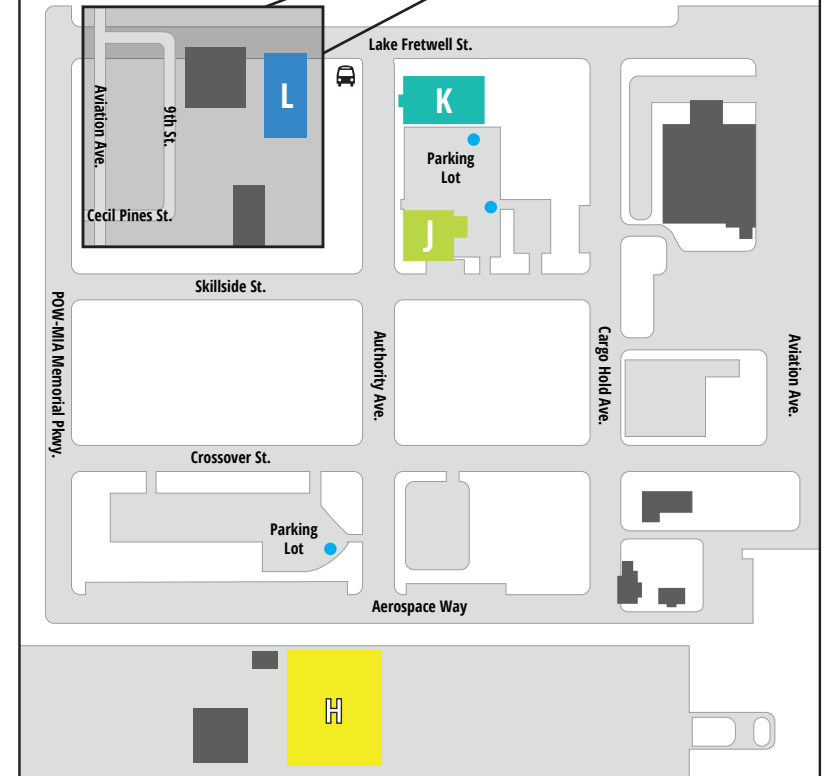 Lake Fretwell St.
Aviation Ave.
9th St.
L
K
Parking
Lot
Cecil Pines St.
J
Skillside St.
POW-MIA Memorial Pkwy.
Authority Ave.
Cargo Hold Ave.
Aviation Ave.
Crossover St.
Parking
Lot
Aerospace Way
H